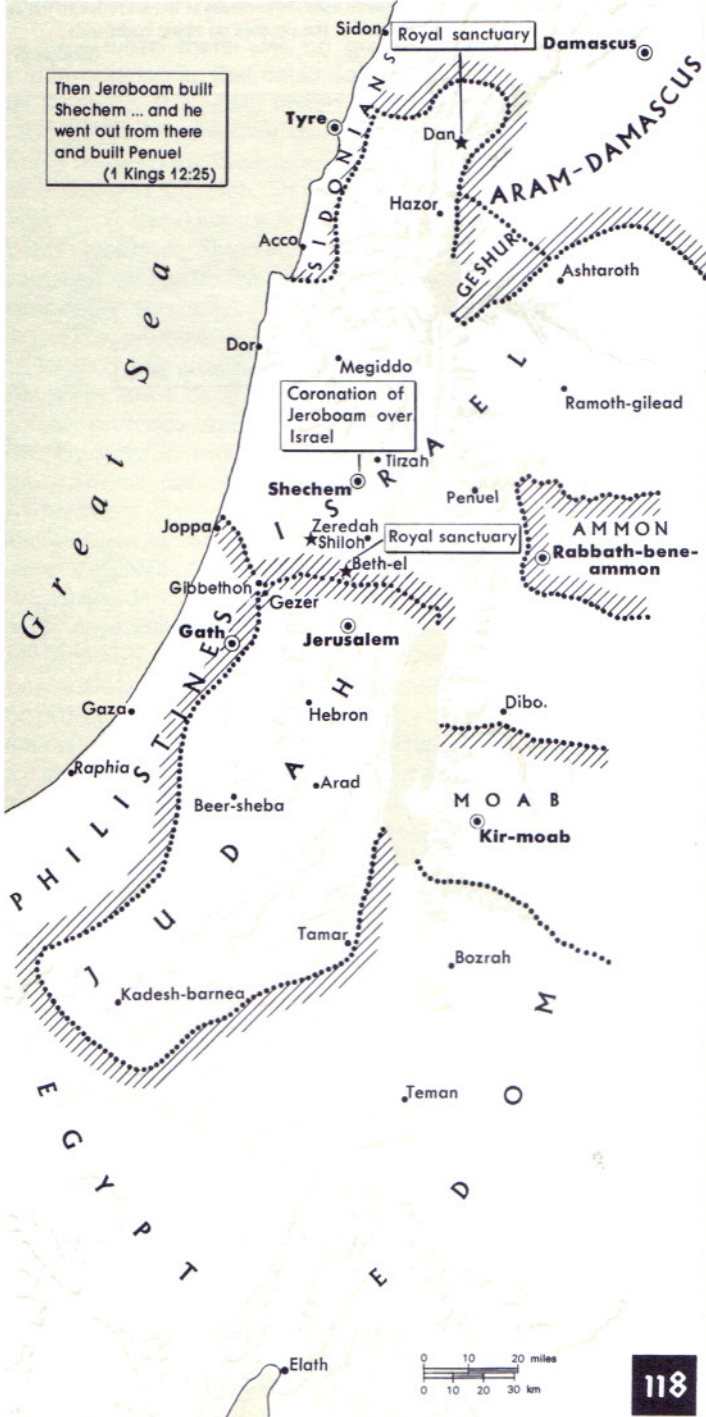 Sidon
Royal sanctuary
Damascus
Then Jeroboam built
Shechem ... and he
went out from there
and built Penuel
(1 Kings 12:25)
Tyre
SIDONIANS
Dan
ARAM-DAMASCUS
Hazor
Acco
GESHUR
Ashtaroth
Great Sea
Dor
Megiddo
Ramoth-gilead
Coronation of
Jeroboam over
Israel
ISRAEL
Tirzah
Shechem
Penuel
Joppa
Zeredah
Shiloh
Royal sanctuary
AMMON
Rabbath-bene-
ammon
Beth-el
Gibbethon
Gezer
Gath
Jerusalem
PHILISTINES
Gaza
Hebron
Dibo.
Raphia
Arad
Beer-sheba
MOAB
Kir-moab
JUDAH
Tamar
Bozrah
Kadesh-barnea
EDOM
Teman
EGYPT
Elath
0 10 20 miles
0 10 20 30 km
118